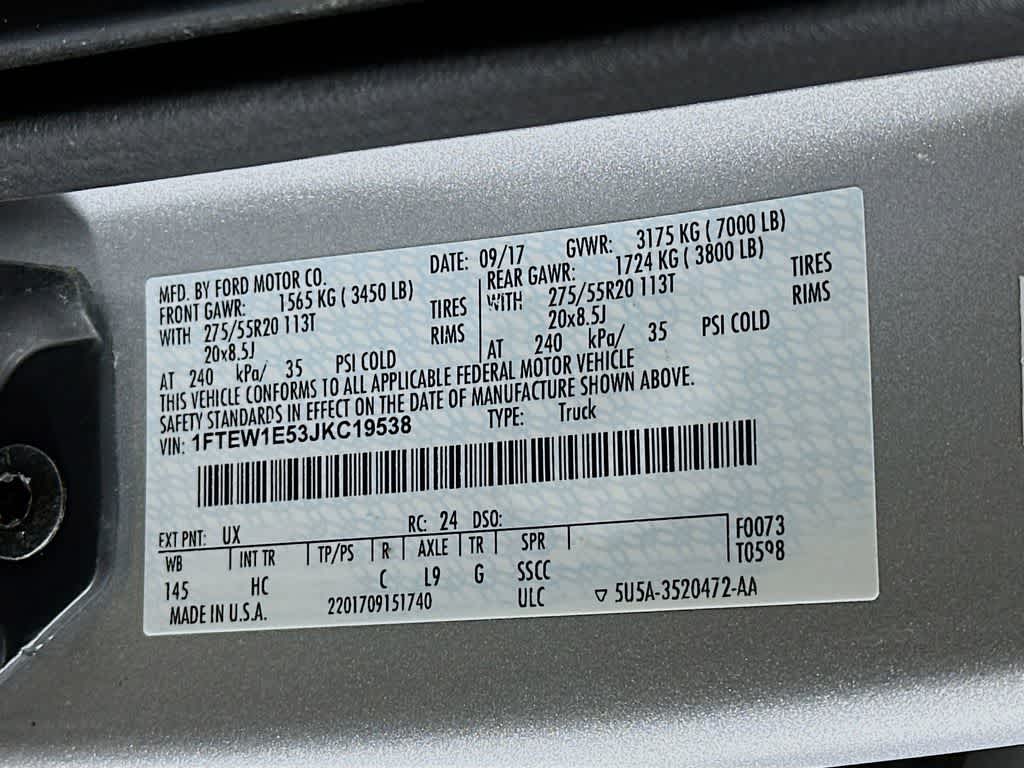 MFD. BY FORD MOTOR CO. DATE: 09/17 GVWR: 3175 KG ( 7000 LB)
FRONT GAWR: 1565 KG ( 3450 LB) REAR GAWR: 1724 KG ( 3800 LB)
WITH 275/55R20 113T TIRES WITH 275/55R20 113T TIRES
20x8.5J RIMS 20x8.5J RIMS
AT 240 kPa/ 35 PSI COLD AT 240 kPa/ 35 PSI COLD
THIS VEHICLE CONFORMS TO ALL APPLICABLE FEDERAL MOTOR VEHICLE
SAFETY STANDARDS IN EFFECT ON THE DATE OF MANUFACTURE SHOWN ABOVE.
VIN: 1FTEW1E53JKC19538 TYPE: Truck
EXT PNT: UX RC: 24 DSO: F0073
WB INT TR TP/PS R AXLE TR SPR T0598
145 HC C L9 G SSCC
MADE IN U.S.A. 2201709151740 ULC ▽ 5U5A-3520472-AA